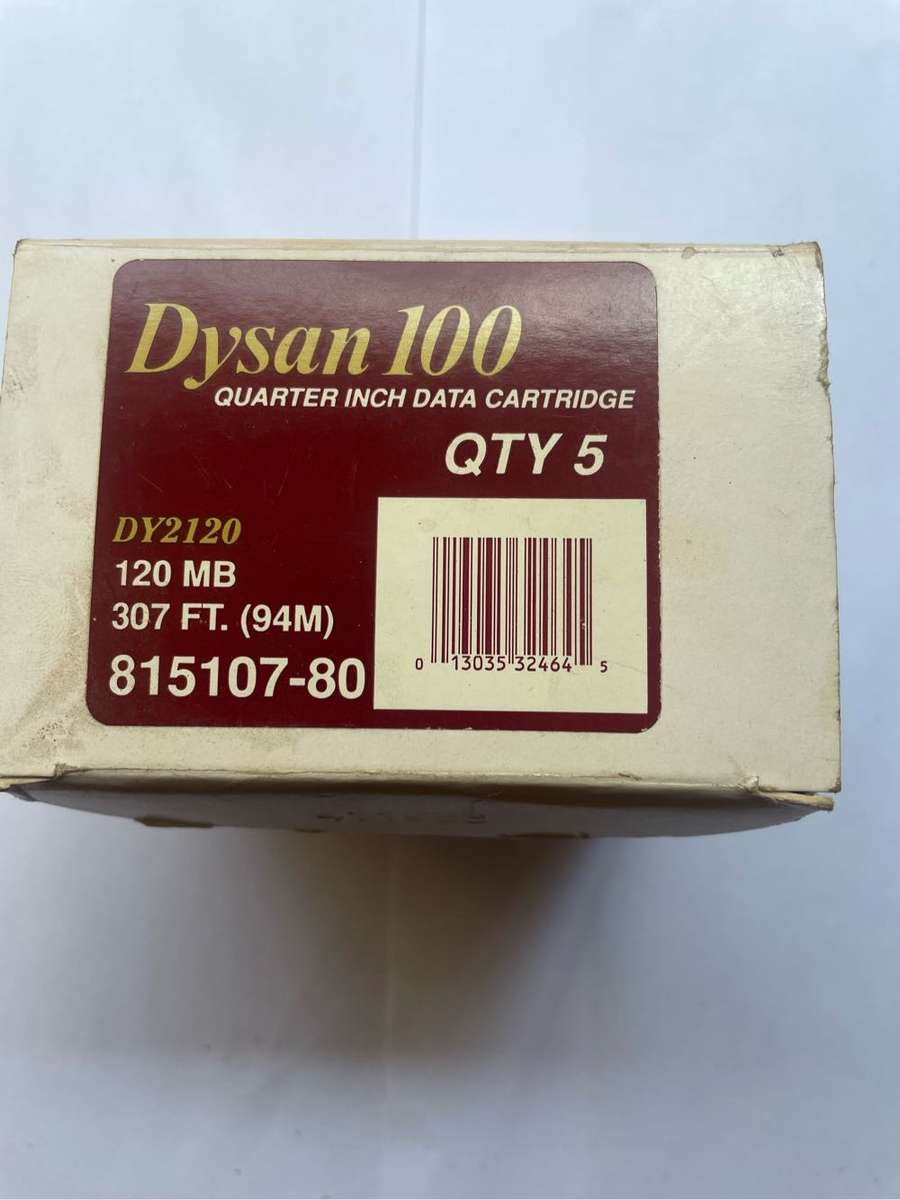 Dysan 100
QUARTER INCH DATA CARTRIDGE
QTY 5
DY2120
120 MB
307 FT. (94M)
815107-80
0 13035 32464 5